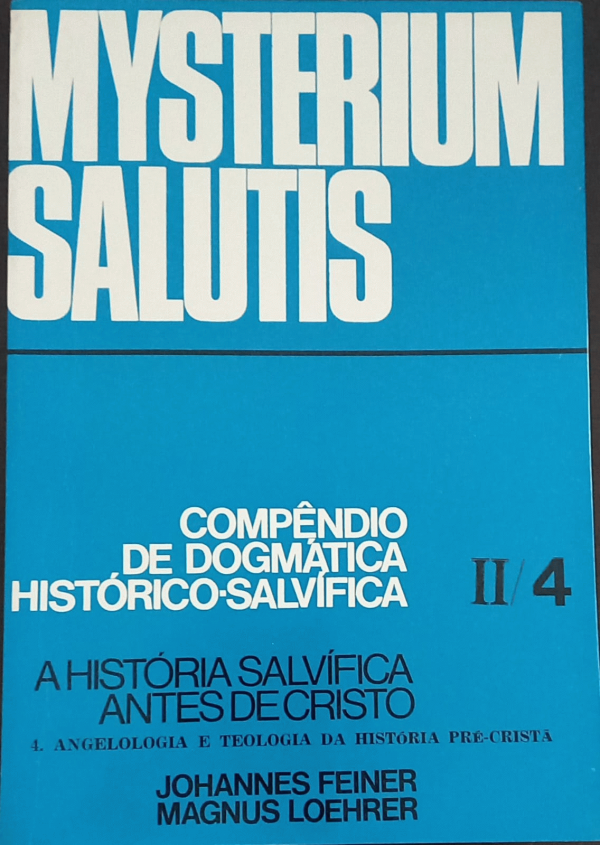 MYSTERIUM
SALUTIS
COMPÊNDIO
DE DOGMÁTICA
HISTÓRICO-SALVÍFICA
II/4
A HISTÓRIA SALVÍFICA
ANTES DE CRISTO
4. ANGELOLOGIA E TEOLOGIA DA HISTÓRIA PRÉ-CRISTÃ
JOHANNES FEINER
MAGNUS LOEHRER